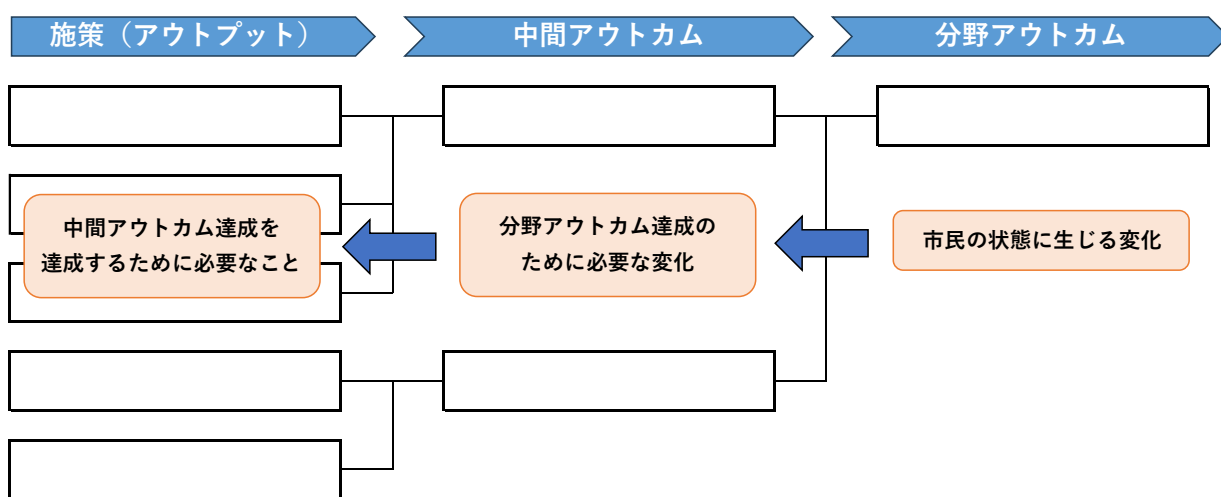 施策（アウトプット）
中間アウトカム
分野アウトカム
中間アウトカム達成を
達成するために必要なこと
分野アウトカム達成の
ために必要な変化
市民の状態に生じる変化